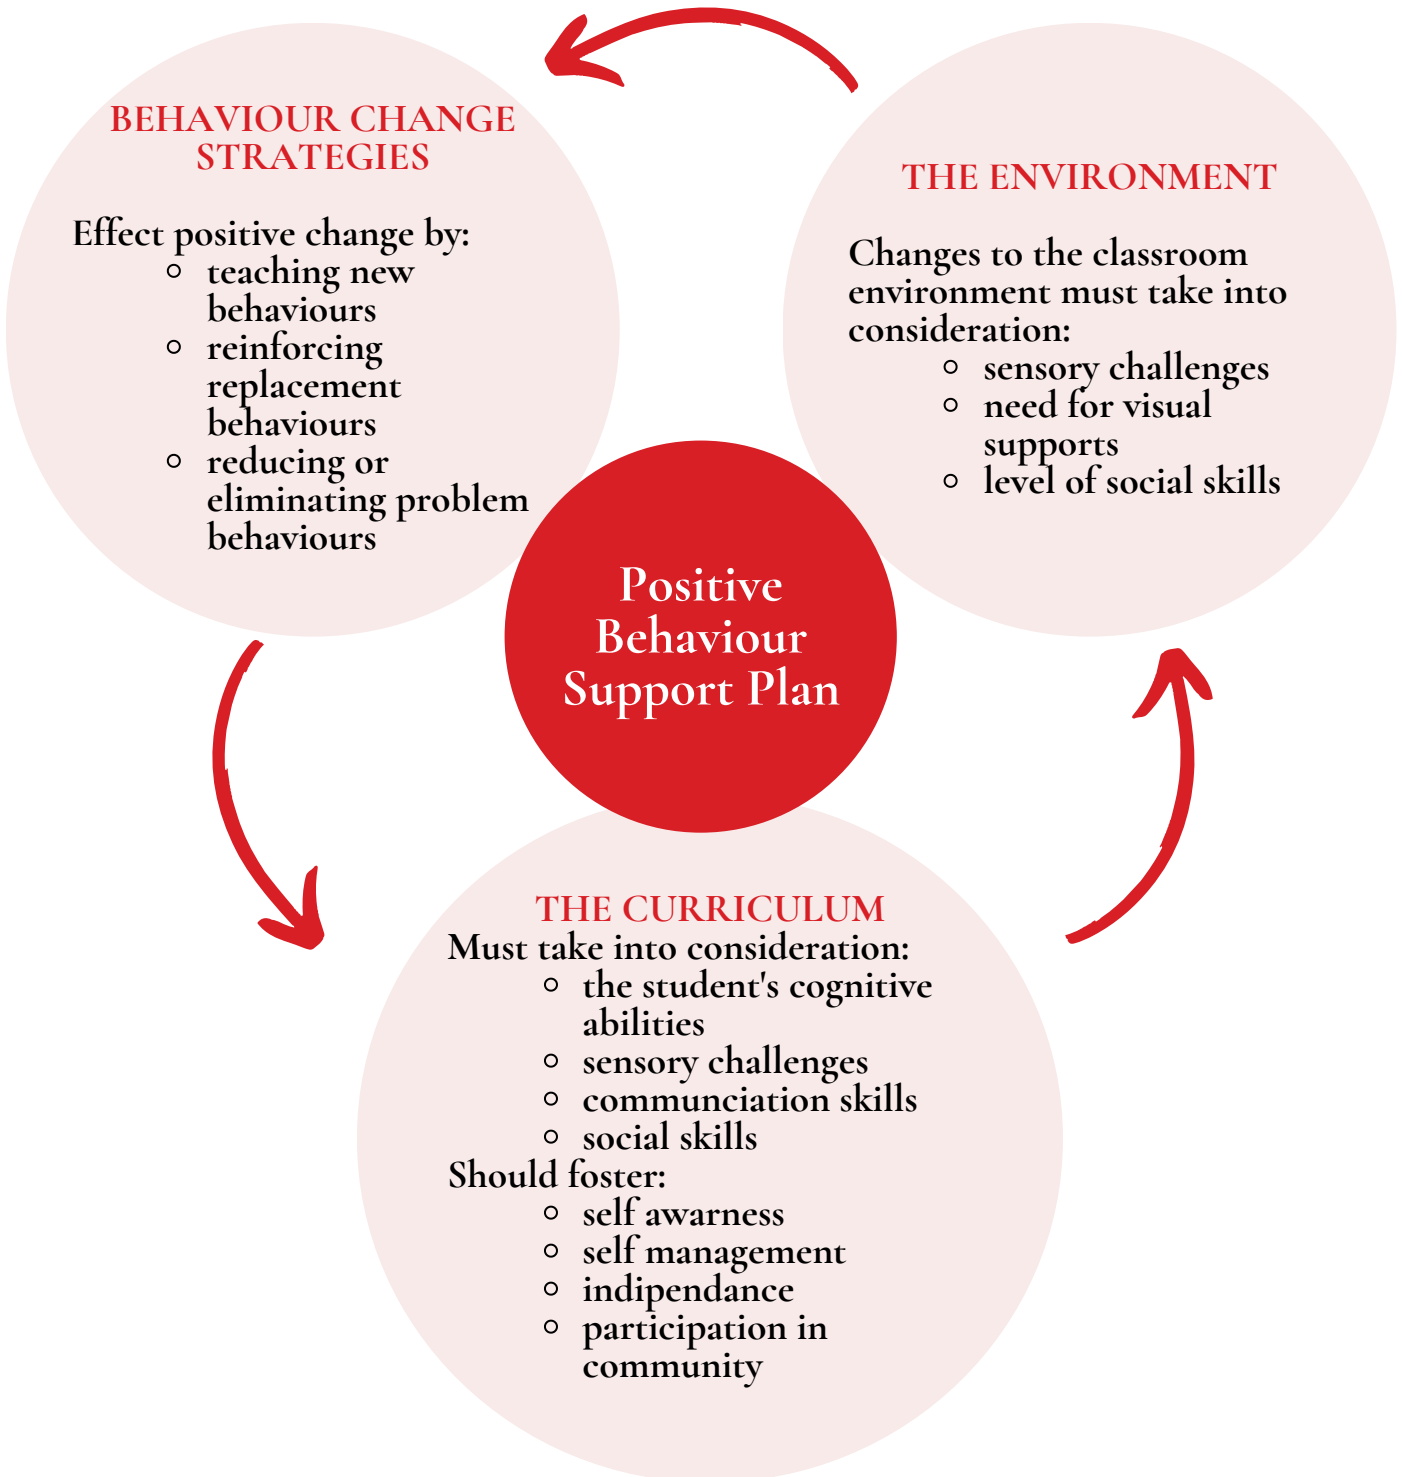 BEHAVIOUR CHANGE
STRATEGIES
Effect positive change by:
teaching new
behaviours
reinforcing
replacement
behaviours
reducing or
eliminating problem
behaviours
THE ENVIRONMENT
Changes to the classroom
environment must take into
consideration:
sensory challenges
need for visual
supports
level of social skills
Positive
Behaviour
Support Plan
THE CURRICULUM
Must take into consideration:
the student's cognitive
abilities
sensory challenges
communciation skills
social skills
Should foster:
self awarness
self management
indipendance
participation in
community